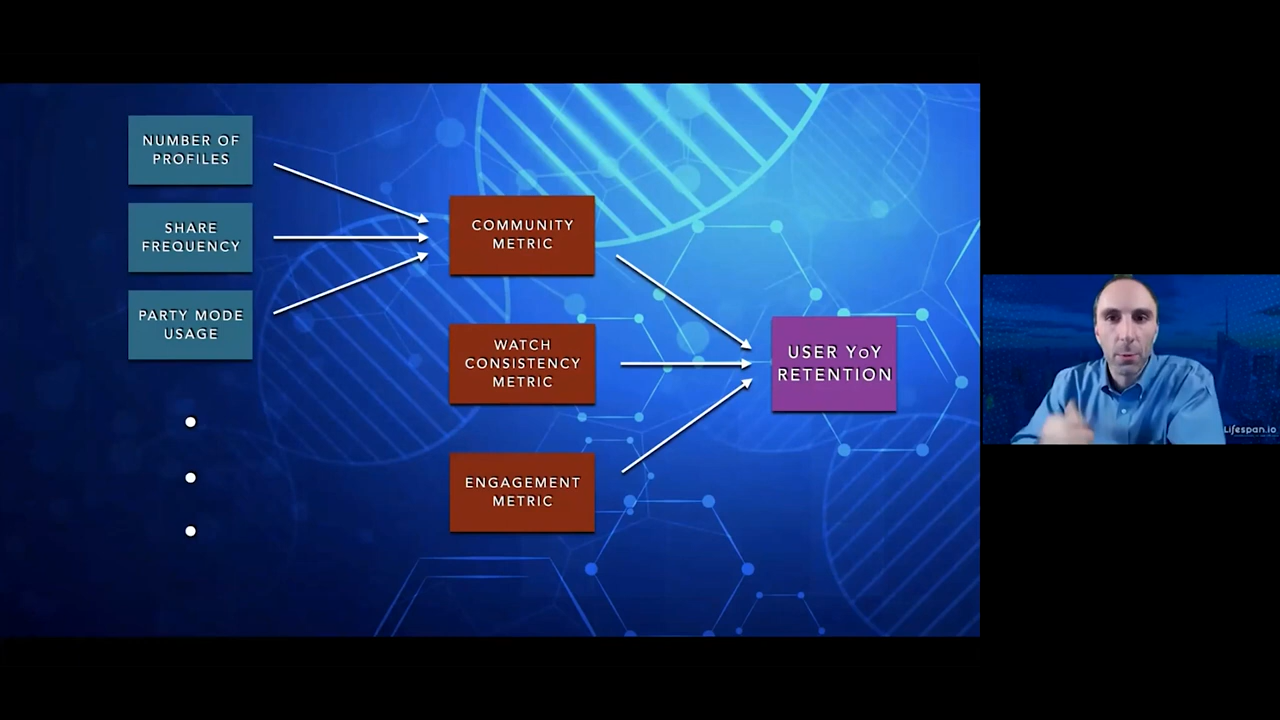 NUMBER OF
PROFILES
SHARE
FREQUENCY
PARTY MODE
USAGE
COMMUNITY
METRIC
WATCH
CONSISTENCY
METRIC
ENGAGEMENT
METRIC
USER YoY
RETENTION
Lifespan.io